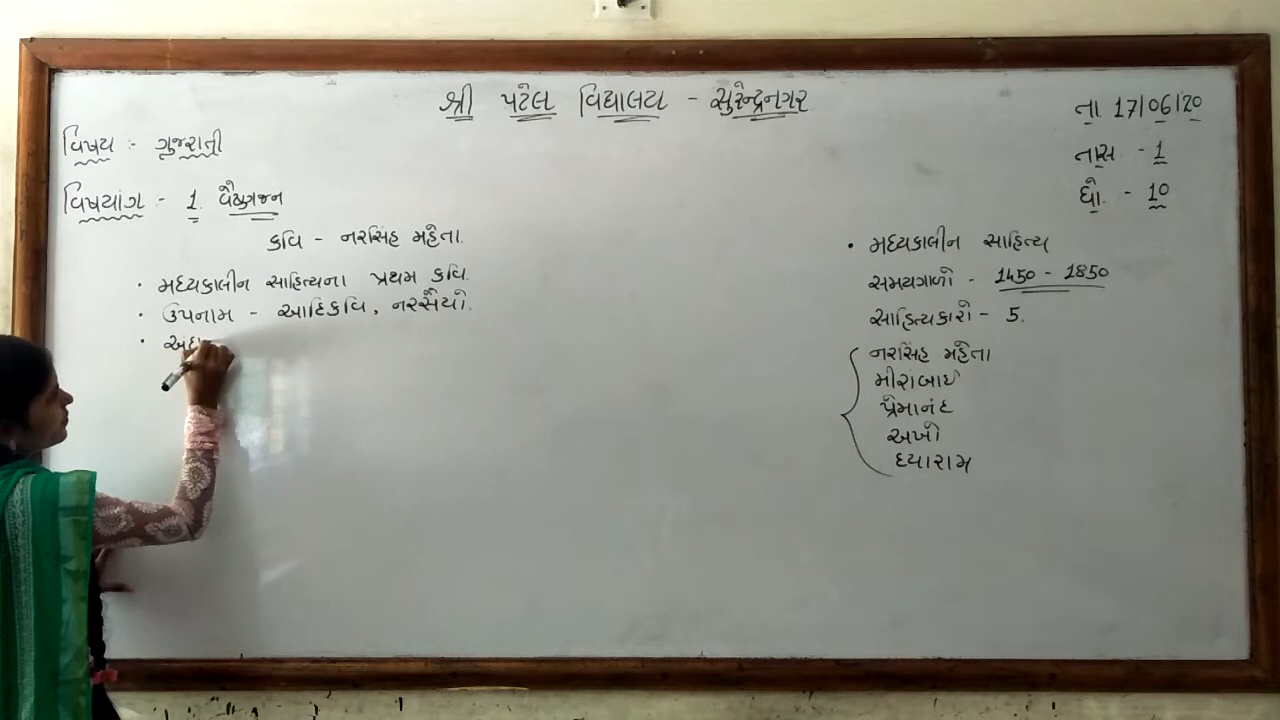 શ્રી પટેલ વિદ્યાલય - સુરેન્દ્રનગર
તા 17/06/20
તાસ - 1
ધો. - 10
વિષય :- ગુજરાતી
વિષયાંગ :- 1. વૈષ્ણવજન
કવિ - નરસિંહ મહેતા.
• મધ્યકાલીન સાહિત્યના પ્રથમ કવિ.
• ઉપનામ - આદિકવિ, નરસૈયો.
•
• મધ્યકાલીન સાહિત્ય
સમયગાળો - 1450 - 1850
સાહિત્યકારો - 5.
નરસિંહ મહેતા
મીરાંબાઈ
પ્રેમાનંદ
અખો
દયારામ